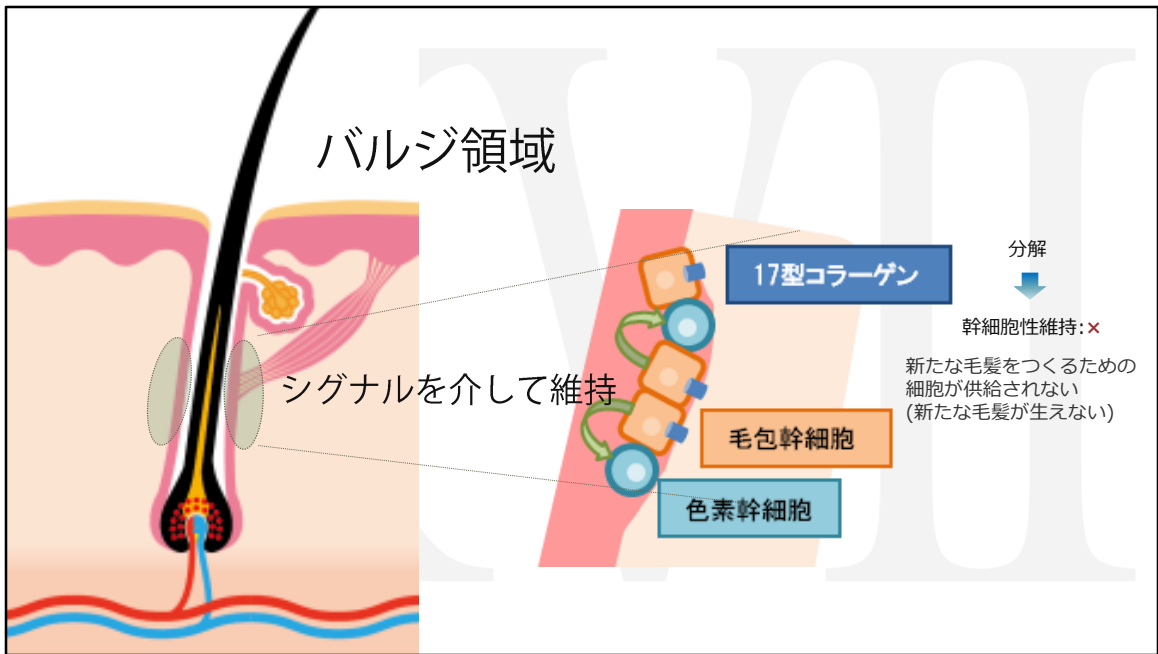 バルジ領域
17型コラーゲン
分解
幹細胞性維持:×
新たな毛髪をつくるための
細胞が供給されない
(新たな毛髪が生えない)
シグナルを介して維持
毛包幹細胞
色素幹細胞